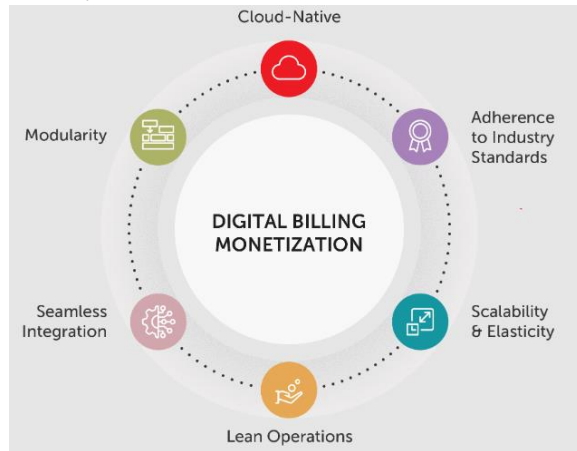 Cloud-Native
Adherence
to Industry
Standards
Modularity
DIGITAL BILLING
MONETIZATION
Seamless
Integration
Scalability
& Elasticity
Lean Operations